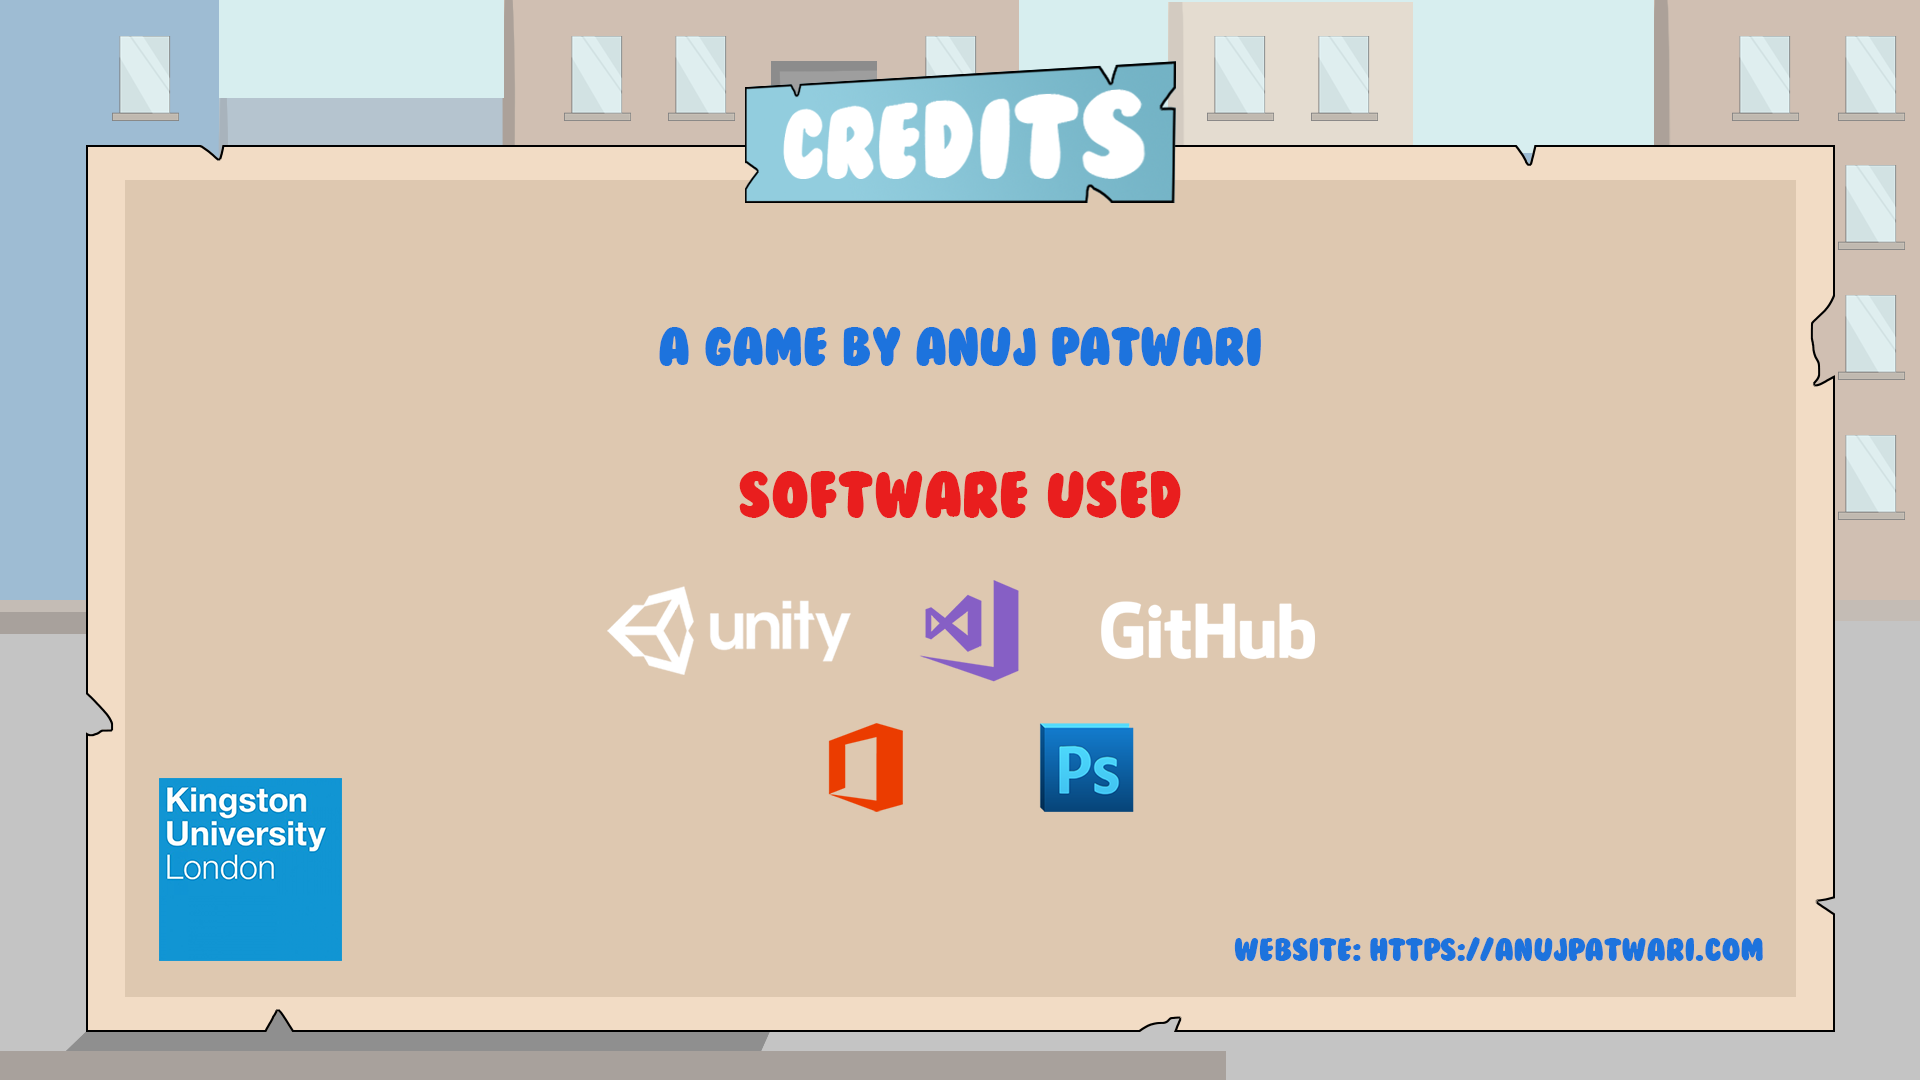 CREDITS
A GAME BY ANUJ PATWARI
SOFTWARE USED
unity
GitHub
Ps
Kingston
University
London
WEBSITE: HTTPS://ANUJPATWARI.COM